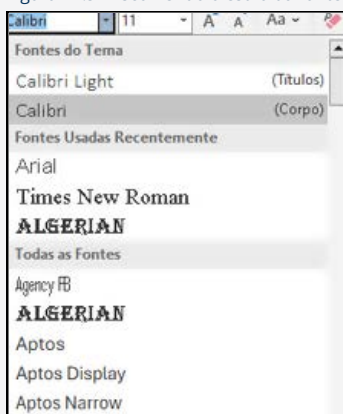 Calibri 11 A A Aa
Fontes do Tema
Calibri Light (Títulos)
Calibri (Corpo)
Fontes Usadas Recentemente
Arial
Times New Roman
ALGERIAN
Todas as Fontes
Agency FB
ALGERIAN
Aptos
Aptos Display
Aptos Narrow